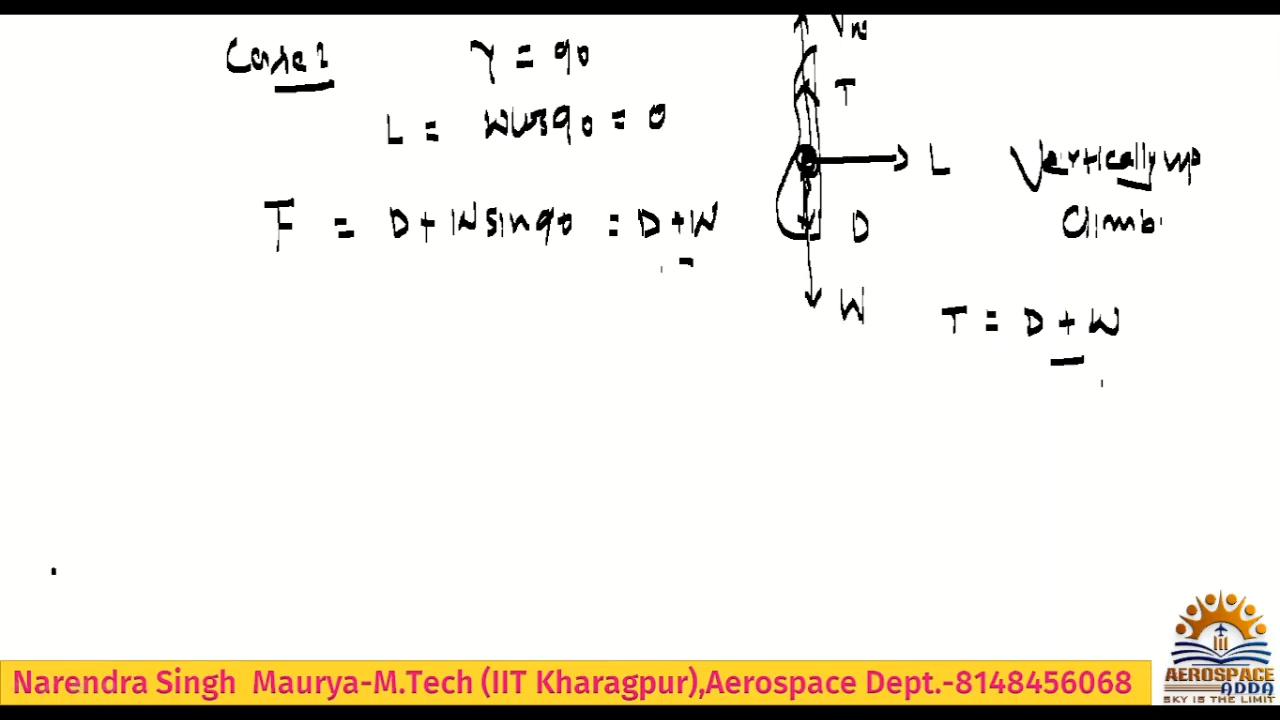 Case 2
γ = 90
L = W cos 90 = 0
F = D + W sin 90 = D + W
T
L
D
W
Vertically up
climb
T = D + W
Narendra Singh Maurya-M.Tech (IIT Kharagpur),Aerospace Dept.-8148456068
AEROSPACE
ADDA
SKY IS THE LIMIT